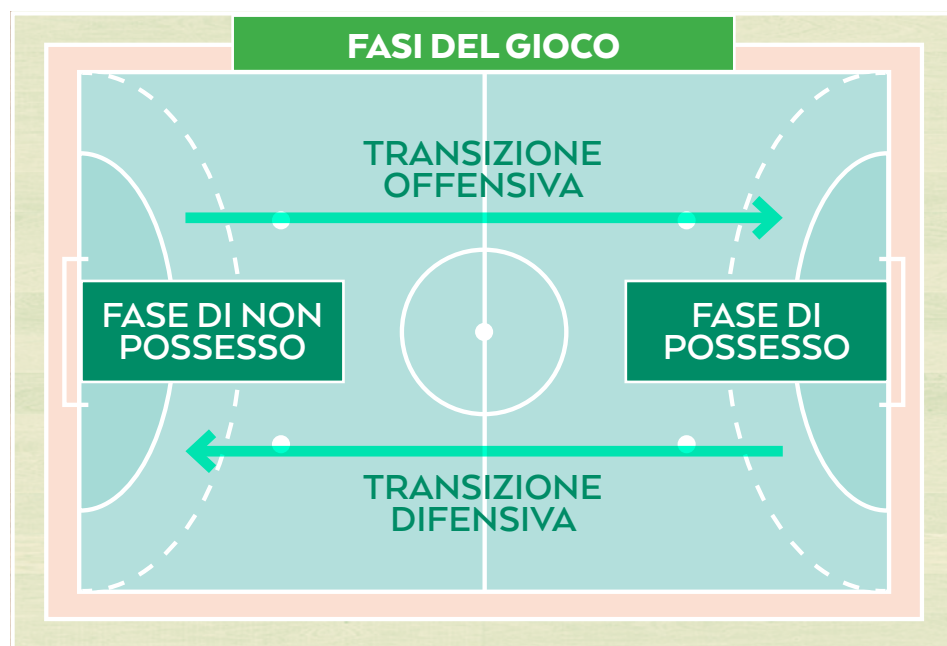 FASI DEL GIOCO
TRANSIZIONE
OFFENSIVA
FASE DI NON
POSSESSO
FASE DI
POSSESSO
TRANSIZIONE
DIFENSIVA